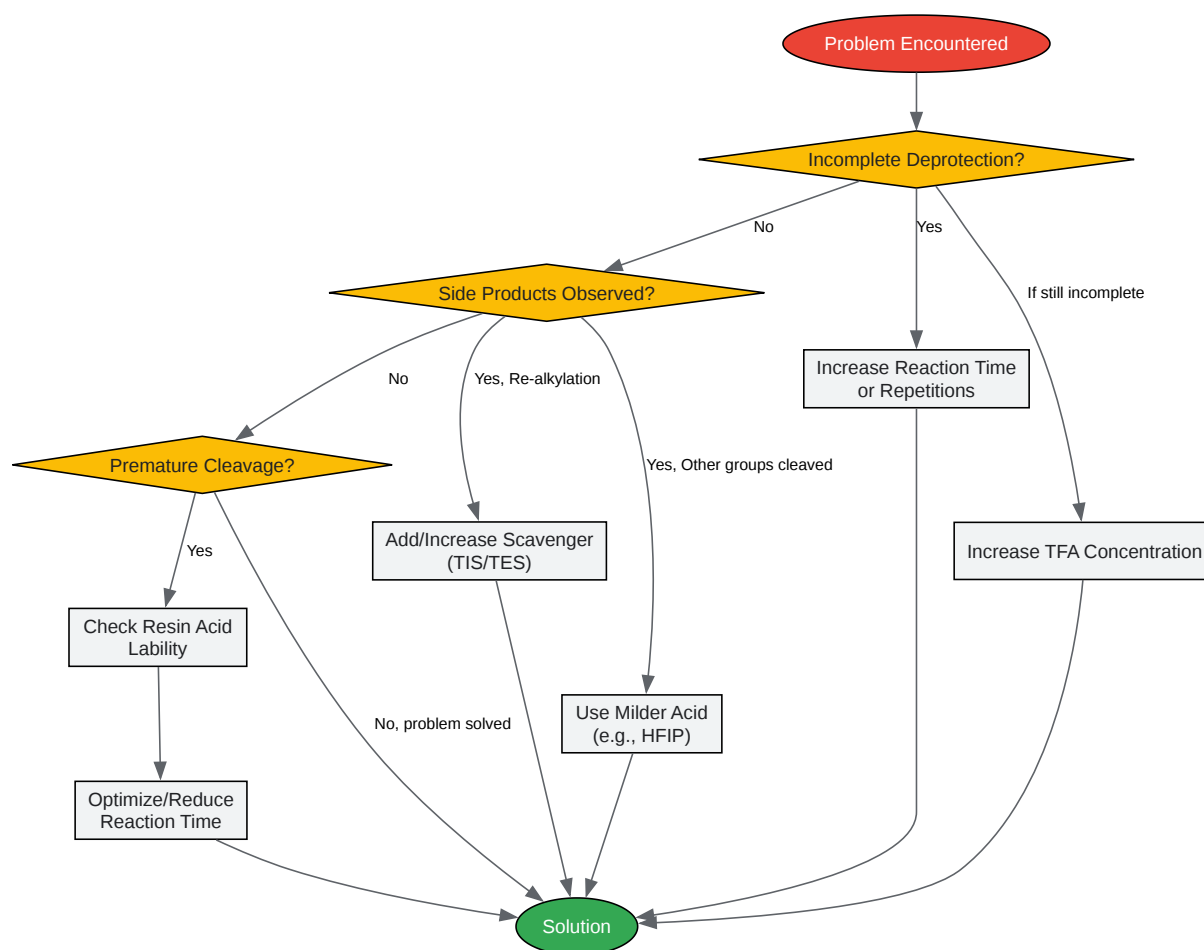 Problem Encountered
Incomplete Deprotection?
No
Yes
Side Products Observed?
If still incomplete
Increase Reaction Time
or Repetitions
No
Yes, Re-alkylation
Premature Cleavage?
Yes, Other groups cleaved
Add/Increase Scavenger
(TIS/TES)
Increase TFA Concentration
Yes
Check Resin Acid
Lability
Use Milder Acid
(e.g., HFIP)
No, problem solved
Optimize/Reduce
Reaction Time
Solution